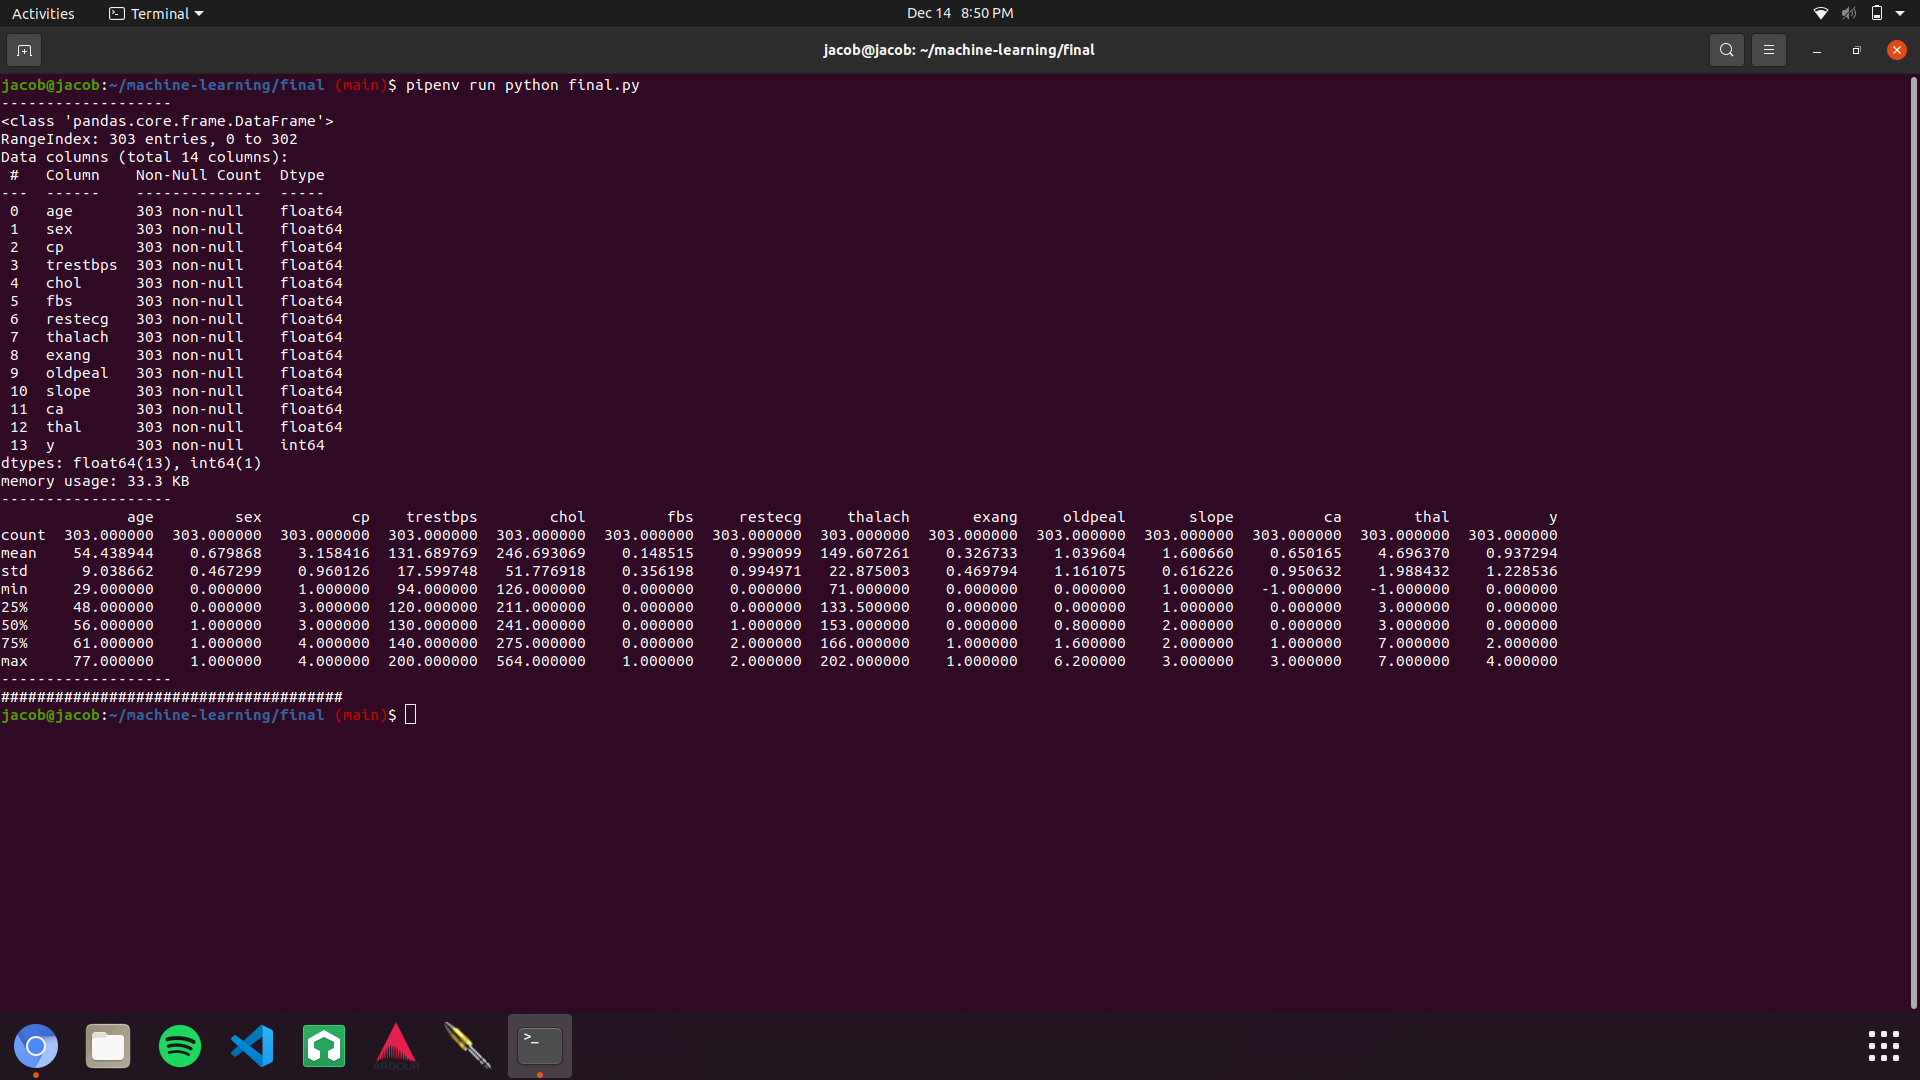 Activities Terminal Dec 14 8:50 PM
jacob@jacob: ~/machine-learning/final
jacob@jacob:~/machine-learning/final (main)$ pipenv run python final.py
-------------------
<class 'pandas.core.frame.DataFrame'>
RangeIndex: 303 entries, 0 to 302
Data columns (total 14 columns):
 #   Column    Non-Null Count  Dtype
---  ------    --------------  -----
 0   age       303 non-null    float64
 1   sex       303 non-null    float64
 2   cp        303 non-null    float64
 3   trestbps  303 non-null    float64
 4   chol      303 non-null    float64
 5   fbs       303 non-null    float64
 6   restecg   303 non-null    float64
 7   thalach   303 non-null    float64
 8   exang     303 non-null    float64
 9   oldpeal   303 non-null    float64
 10  slope     303 non-null    float64
 11  ca        303 non-null    float64
 12  thal      303 non-null    float64
 13  y         303 non-null    int64
dtypes: float64(13), int64(1)
memory usage: 33.3 KB
-------------------
age sex cp trestbps chol fbs restecg thalach exang oldpeal slope ca thal y
count 303.000000 303.000000 303.000000 303.000000 303.000000 303.000000 303.000000 303.000000 303.000000 303.000000 303.000000 303.000000 303.000000 303.000000
mean 54.438944 0.679868 3.158416 131.689769 246.693069 0.148515 0.990099 149.607261 0.326733 1.039604 1.600660 0.650165 4.696370 0.937294
std 9.038662 0.467299 0.960126 17.599748 51.776918 0.356198 0.994971 22.875003 0.469794 1.161075 0.616226 0.950632 1.988432 1.228536
min 29.000000 0.000000 1.000000 94.000000 126.000000 0.000000 0.000000 71.000000 0.000000 0.000000 1.000000 -1.000000 -1.000000 0.000000
25% 48.000000 0.000000 3.000000 120.000000 211.000000 0.000000 0.000000 133.500000 0.000000 0.000000 1.000000 0.000000 3.000000 0.000000
50% 56.000000 1.000000 3.000000 130.000000 241.000000 0.000000 1.000000 153.000000 0.000000 0.800000 2.000000 0.000000 3.000000 0.000000
75% 61.000000 1.000000 4.000000 140.000000 275.000000 0.000000 2.000000 166.000000 1.000000 1.600000 2.000000 1.000000 7.000000 2.000000
max 77.000000 1.000000 4.000000 200.000000 564.000000 1.000000 2.000000 202.000000 1.000000 6.200000 3.000000 3.000000 7.000000 4.000000
-------------------
######################################
jacob@jacob:~/machine-learning/final (main)$
>_
ARDOUR